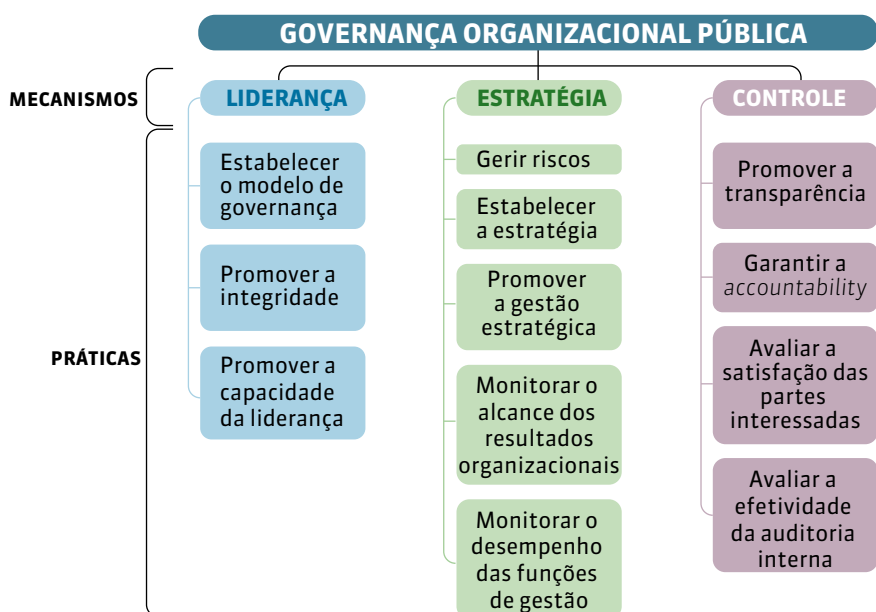 GOVERNANÇA ORGANIZACIONAL PÚBLICA
MECANISMOS
LIDERANÇA
ESTRATÉGIA
CONTROLE
PRÁTICAS
Estabelecer
o modelo de
governança
Promover a
integridade
Promover a
capacidade
da liderança
Gerir riscos
Estabelecer
a estratégia
Promover
a gestão
estratégica
Monitorar o
alcance dos
resultados
organizacionais
Monitorar o
desempenho
das funções
de gestão
Promover a
transparência
Garantir a
accountability
Avaliar a
satisfação das
partes
interessadas
Avaliar a
efetividade
da auditoria
interna